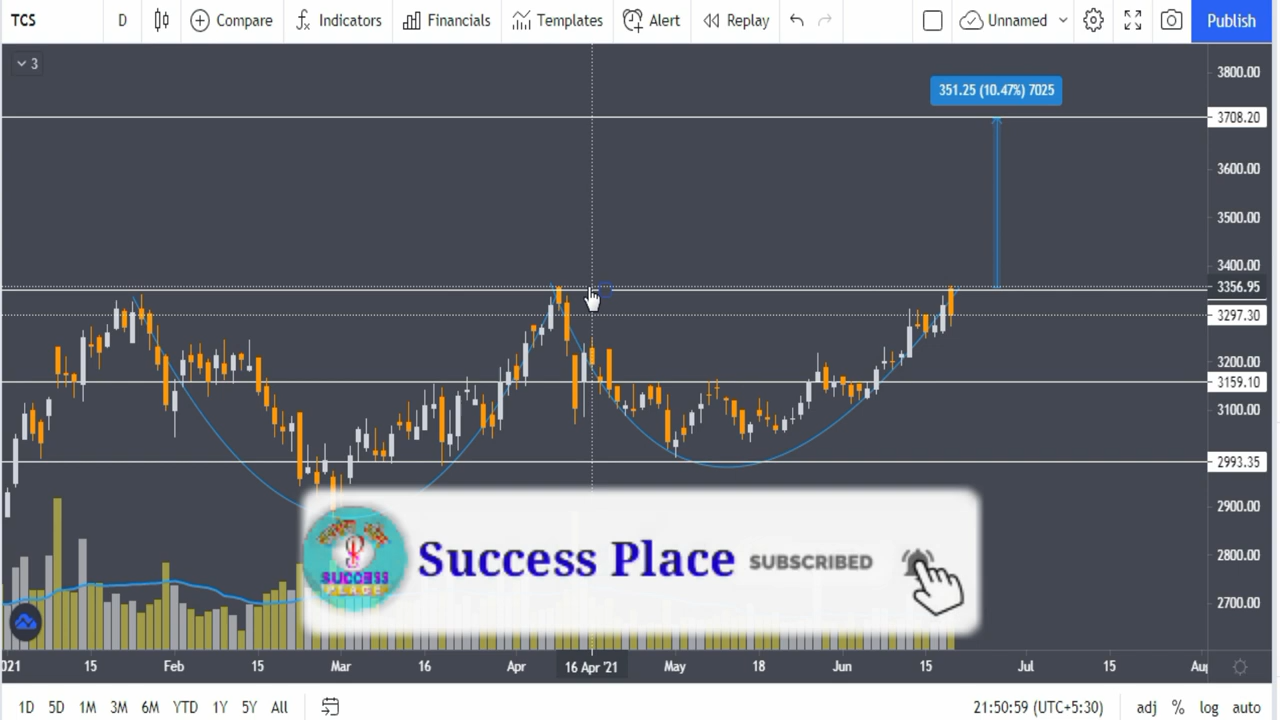 TCS D Compare Indicators Financials Templates Alert Replay Unnamed Publish
3
3800.00
351.25 (10.47%) 7025
3708.20
3600.00
3500.00
3400.00
3356.95
3297.30
3200.00
3159.10
3100.00
2993.35
2900.00
2800.00
2700.00
SUCCESS
Success Place SUBSCRIBED
021 15 Feb 15 Mar 16 Apr 16 Apr '21 May 18 Jun 15 Jul 15 Aug
1D 5D 1M 3M 6M YTD 1Y 5Y All 21:50:59 (UTC+5:30) adj % log auto